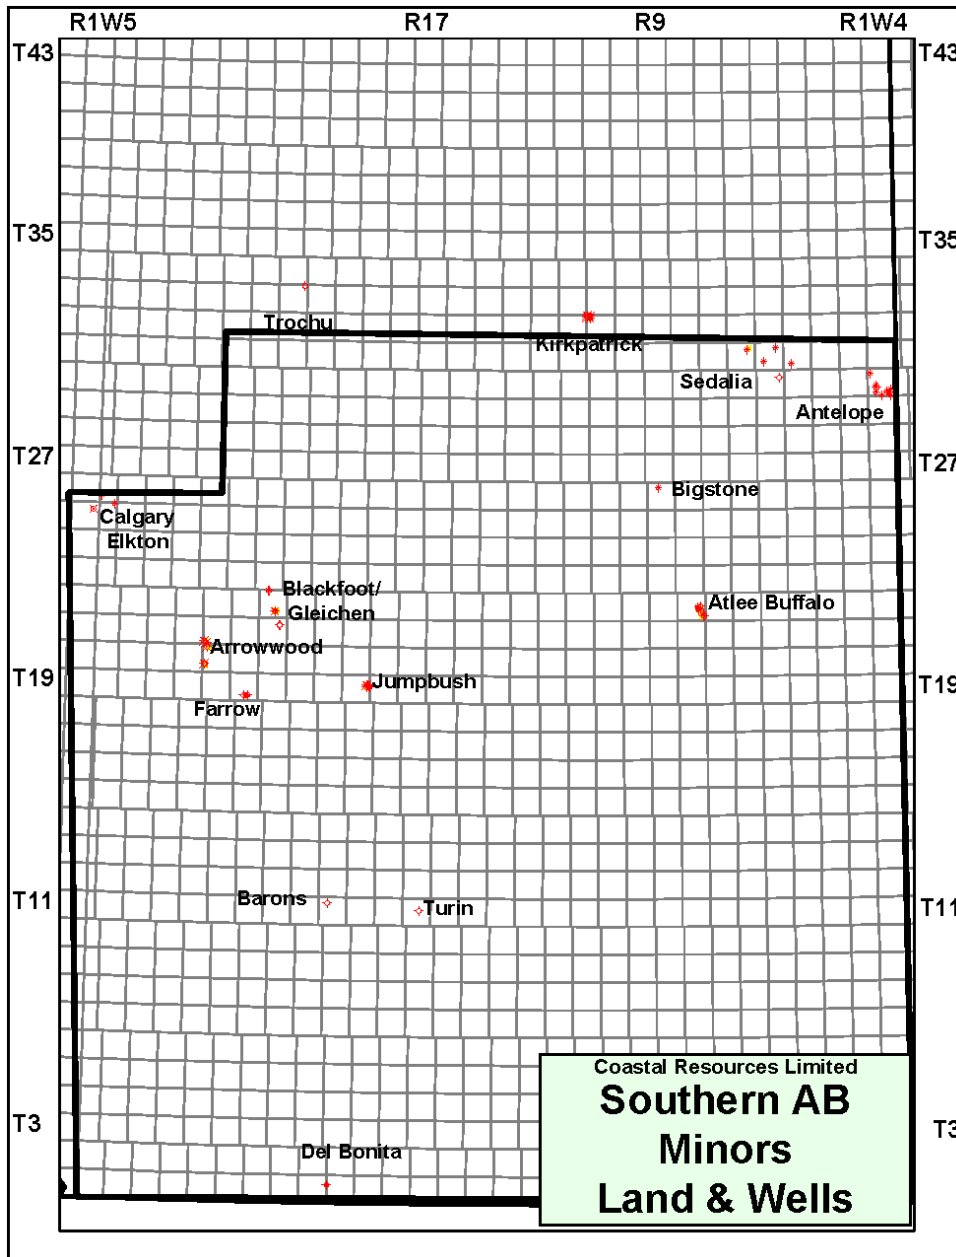 R1W5 R17 R9 R1W4
T43 T43
T35 T35
Trochu
Kirkpatrick
Sedalia
Antelope
T27 T27
Bigstone
Calgary
Elkton
Blackfoot/
Gleichen
Atlee Buffalo
Arrowwood
T19 T19
Jumpbush
Farrow
Barons
T11 T11
Turin
T3 T3
Del Bonita
Coastal Resources Limited
Southern AB
Minors
Land & Wells